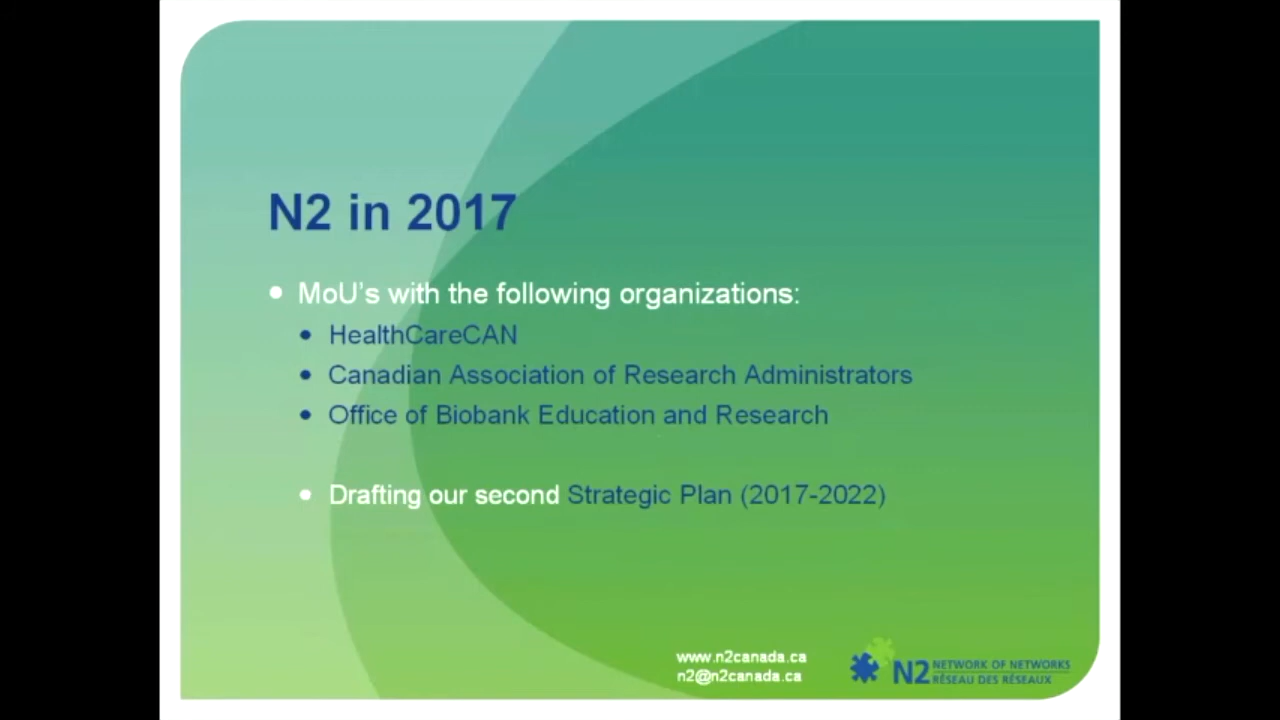 N2 in 2017
• MoU's with the following organizations:
• HealthCareCAN
• Canadian Association of Research Administrators
• Office of Biobank Education and Research
• Drafting our second Strategic Plan (2017-2022)
www.n2canada.ca
n2@n2canada.ca
N2 NETWORK OF NETWORKS
RÉSEAU DES RÉSEAUX